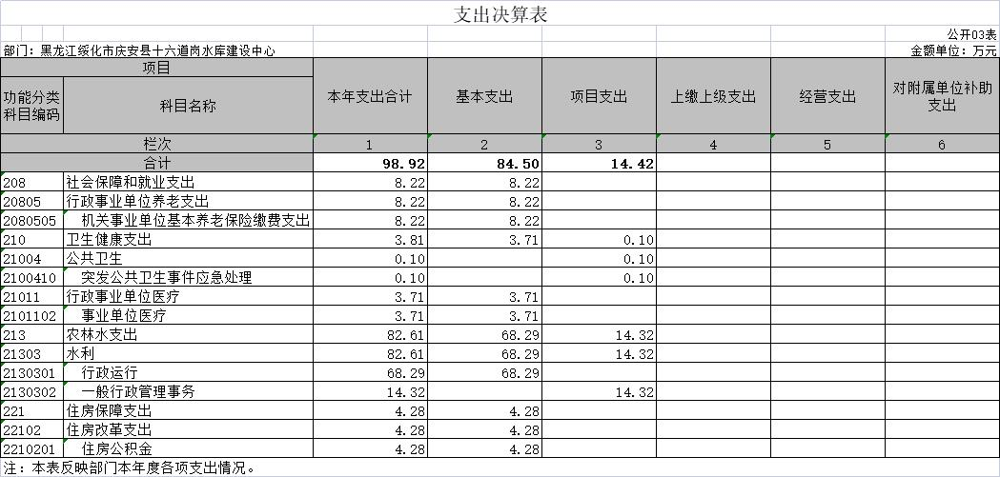 支出决算表
公开03表
部门：黑龙江绥化市庆安县十六道岗水库建设中心 金额单位：万元
项目
功能分类科目编码 科目名称 本年支出合计 基本支出 项目支出 上缴上级支出 经营支出 对附属单位补助支出
栏次 1 2 3 4 5 6
合计 98.92 84.50 14.42
208 社会保障和就业支出 8.22 8.22
20805 行政事业单位养老支出 8.22 8.22
2080505 机关事业单位基本养老保险缴费支出 8.22 8.22
210 卫生健康支出 3.81 3.71 0.10
21004 公共卫生 0.10 0.10
2100410 突发公共卫生事件应急处理 0.10 0.10
21011 行政事业单位医疗 3.71 3.71
2101102 事业单位医疗 3.71 3.71
213 农林水支出 82.61 68.29 14.32
21303 水利 82.61 68.29 14.32
2130301 行政运行 68.29 68.29
2130302 一般行政管理事务 14.32 14.32
221 住房保障支出 4.28 4.28
22102 住房改革支出 4.28 4.28
2210201 住房公积金 4.28 4.28
注：本表反映部门本年度各项支出情况。